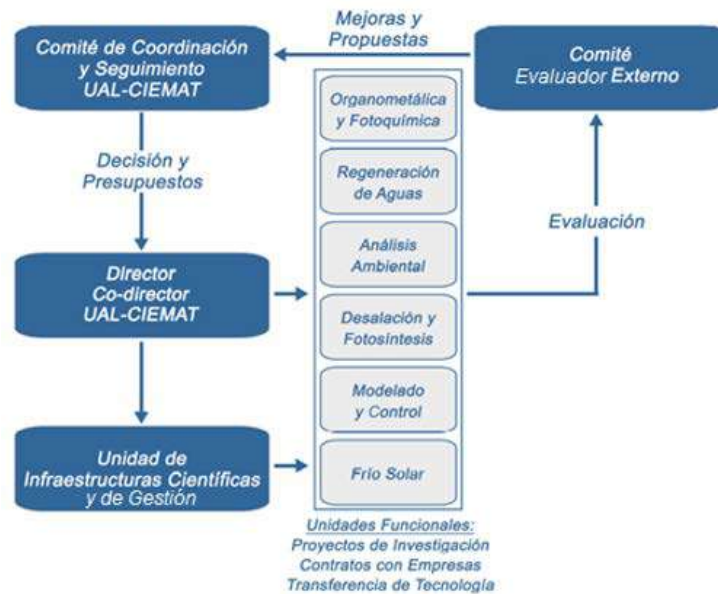 Comité de Coordinación
y Seguimiento
UAL-CIEMAT
Mejoras y
Propuestas
Comité
Evaluador Externo
Decisión y
Presupuestos
Director
Co-director
UAL-CIEMAT
Unidad de
Infraestructuras Científicas
y de Gestión
Organometálica
y Fotoquímica
Regeneración
de Aguas
Análisis
Ambiental
Desalación y
Fotosíntesis
Modelado
y Control
Frío Solar
Evaluación
Unidades Funcionales:
Proyectos de Investigación
Contratos con Empresas
Transferencia de Tecnología